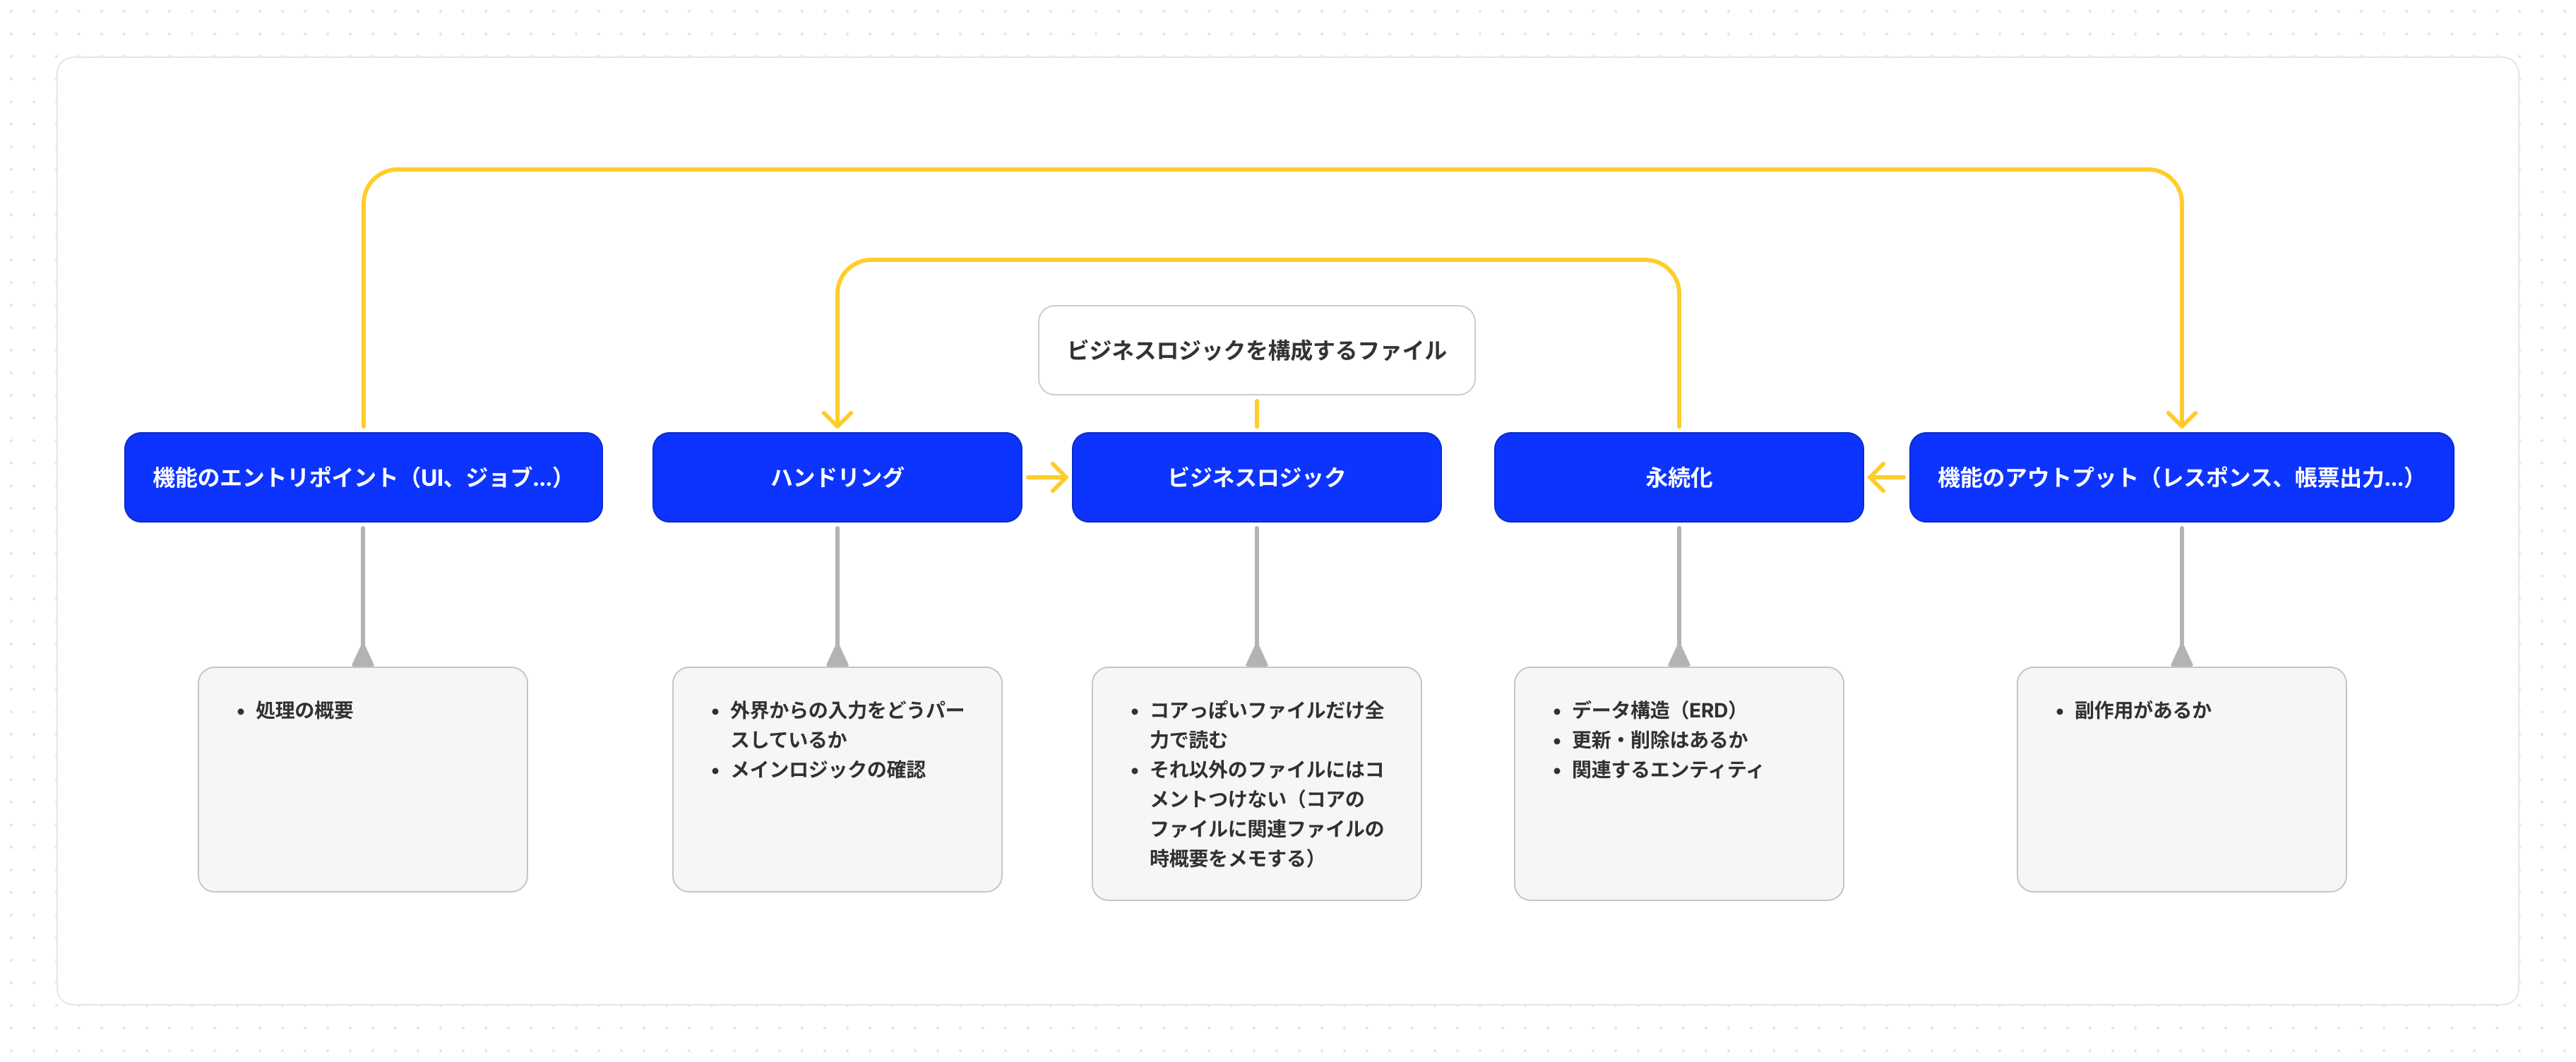 ビジネスロジックを構成するファイル
機能のエントリポイント（UI、ジョブ...）
ハンドリング
ビジネスロジック
永続化
機能のアウトプット（レスポンス、帳票出力...）
• 処理の概要
• 外界からの入力をどうパー
スしているか
• メインロジックの確認
• コアっぽいファイルだけ全
力で読む
• それ以外のファイルにはコ
メントつけない（コアの
ファイルに関連ファイルの
時概要をメモする）
• データ構造（ERD）
• 更新・削除はあるか
• 関連するエンティティ
• 副作用があるか